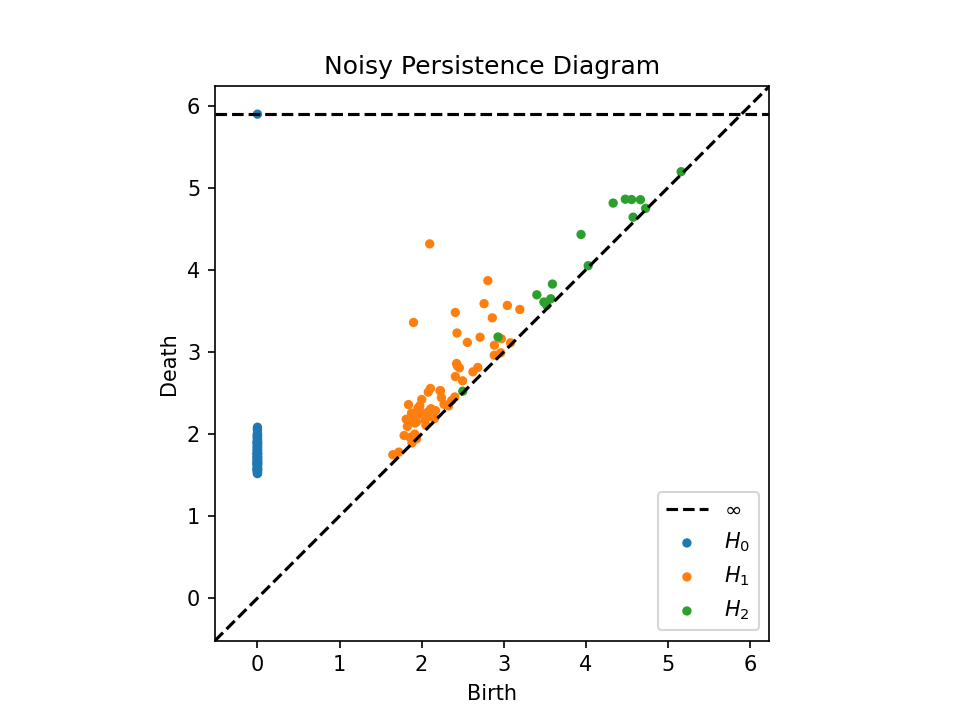 Noisy Persistence Diagram
Death
6
5
4
3
2
1
0
0 1 2 3 4 5 6
Birth
∞
H₀
H₁
H₂